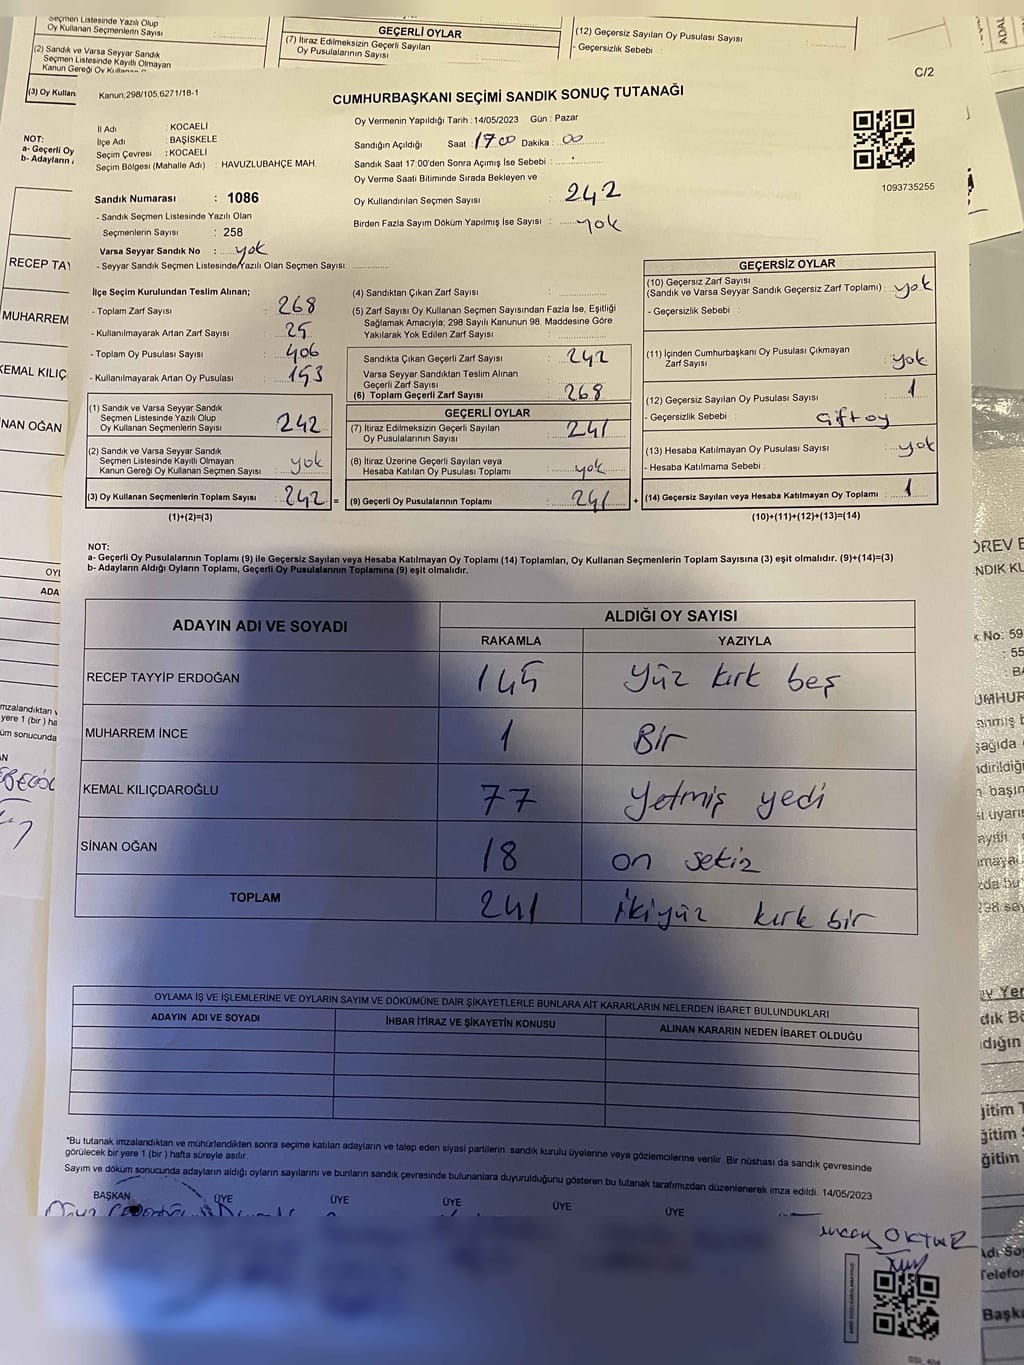 Seçmen Listesinde Yazılı Olup
Oy Kullanan Seçmenlerin Sayısı
(2) Sandık ve Varsa Seyyar Sandık
Seçmen Listesinde Kayıtlı Olmayan
Kanun Gereği Oy Kullanan
(3) Oy Kullan
GEÇERLİ OYLAR
(7) İtiraz Edilmeksizin Geçerli Sayılan
Oy Pusulalarının Sayısı
(12) Geçersiz Sayılan Oy Pusulası Sayısı
- Geçersizlik Sebebi :
NOT:
a- Geçerli Oy
b- Adayların
RECEP TAY
MUHARREM
KEMAL KILIÇ
NAN OĞAN
C/2
Kanun:298/105,6271/18-1
CUMHURBAŞKANI SEÇİMİ SANDIK SONUÇ TUTANAĞI
İl Adı : KOCAELİ
İlçe Adı : BAŞİSKELE
Seçim Çevresi : KOCAELİ
Seçim Bölgesi (Mahalle Adı) : HAVUZLUBAHÇE MAH.
Oy Vermenin Yapıldığı Tarih :14/05/2023 Gün : Pazar
Sandığın Açıldığı Saat : 17 00 Dakika : 00
Sandık Saat 17:00'den Sonra Açımış İse Sebebi :
Oy Verme Saati Bitiminde Sırada Bekleyen ve
Oy Kullandırılan Seçmen Sayısı : 242
Birden Fazla Sayım Döküm Yapılmış İse Sayısı : yok
1093735255
Sandık Numarası : 1086
- Sandık Seçmen Listesinde Yazılı Olan
Seçmenlerin Sayısı : 258
Varsa Seyyar Sandık No : yok
- Seyyar Sandık Seçmen Listesinde/Yazılı Olan Seçmen Sayısı:
İlçe Seçim Kurulundan Teslim Alınan;
- Toplam Zarf Sayısı : 268
- Kullanılmayarak Artan Zarf Sayısı : 25
- Toplam Oy Pusulası Sayısı : 406
- Kullanılmayarak Artan Oy Pusulası : 153
(1) Sandık ve Varsa Seyyar Sandık
Seçmen Listesinde Yazılı Olup
Oy Kullanan Seçmenlerin Sayısı : 242
(2) Sandık ve Varsa Seyyar Sandık
Seçmen Listesinde Kayıtlı Olmayan
Kanun Gereği Oy Kullanan Seçmen Sayısı : yok
(3) Oy Kullanan Seçmenlerin Toplam Sayısı : 242 =
(1)+(2)=(3)
(4) Sandıktan Çıkan Zarf Sayısı :
(5) Zarf Sayısı Oy Kullanan Seçmen Sayısından Fazla İse, Eşitliği
Sağlamak Amacıyla; 298 Sayılı Kanunun 98. Maddesine Göre
Yakılarak Yok Edilen Zarf Sayısı :
Sandıkta Çıkan Geçerli Zarf Sayısı : 242
Varsa Seyyar Sandıktan Teslim Alınan
Geçerli Zarf Sayısı :
(6) Toplam Geçerli Zarf Sayısı : 268
GEÇERLİ OYLAR
(7) İtiraz Edilmeksizin Geçerli Sayılan
Oy Pusulalarının Sayısı : 241
(8) İtiraz Üzerine Geçerli Sayılan veya
Hesaba Katılan Oy Pusulası Toplamı : yok
(9) Geçerli Oy Pusulalarının Toplamı : 241 +
GEÇERSİZ OYLAR
(10) Geçersiz Zarf Sayısı
(Sandık ve Varsa Seyyar Sandık Geçersiz Zarf Toplamı) : yok
- Geçersizlik Sebebi :
(11) İçinden Cumhurbaşkanı Oy Pusulası Çıkmayan
Zarf Sayısı : yok
(12) Geçersiz Sayılan Oy Pusulası Sayısı : 1
- Geçersizlik Sebebi : Çift oy
(13) Hesaba Katılmayan Oy Pusulası Sayısı : yok
- Hesaba Katılmama Sebebi :
(14) Geçersiz Sayılan veya Hesaba Katılmayan Oy Toplamı : 1
(10)+(11)+(12)+(13)=(14)
NOT:
a- Geçerli Oy Pusulalarının Toplamı (9) ile Geçersiz Sayılan veya Hesaba Katılmayan Oy Toplamı (14) Toplamları, Oy Kullanan Seçmenlerin Toplam Sayısına (3) eşit olmalıdır. (9)+(14)=(3)
b- Adayların Aldığı Oyların Toplamı, Geçerli Oy Pusulalarının Toplamına (9) eşit olmalıdır.
ADAYIN ADI VE SOYADI
ALDIĞI OY SAYISI
RAKAMLA YAZIYLA
RECEP TAYYİP ERDOĞAN 145 yüz kırk beş
MUHARREM İNCE 1 Bir
KEMAL KILIÇDAROĞLU 77 yetmiş yedi
SİNAN OĞAN 18 on sekiz
TOPLAM 241 ikiyüz kırk bir
OYLAMA İŞ VE İŞLEMLERİNE VE OYLARIN SAYIM VE DÖKÜMÜNE DAİR ŞİKAYETLERLE BUNLARA AİT KARARLARIN NELERDEN İBARET BULUNDUKLARI
ADAYIN ADI VE SOYADI
İHBAR İTİRAZ VE ŞİKAYETİN KONUSU
ALINAN KARARIN NEDEN İBARET OLDUĞU
*Bu tutanak imzalandıktan ve mühürlendikten sonra seçime katılan adayların ve talep eden siyasi partilerin sandık kurulu üyelerine veya gözlemcilerine verilir. Bir nüshası da sandık çevresinde
görülecek bir yere 1 (bir) hafta süreyle asılır.
Sayım ve döküm sonucunda adayların aldığı oyların sayılarını ve bunların sandık çevresinde bulunanlara duyurulduğunu gösteren bu tutanak tarafımızdan düzenlenerek imza edildi. 14/05/2023
BAŞKAN ÜYE ÜYE ÜYE ÜYE ÜYE
OKTUZ